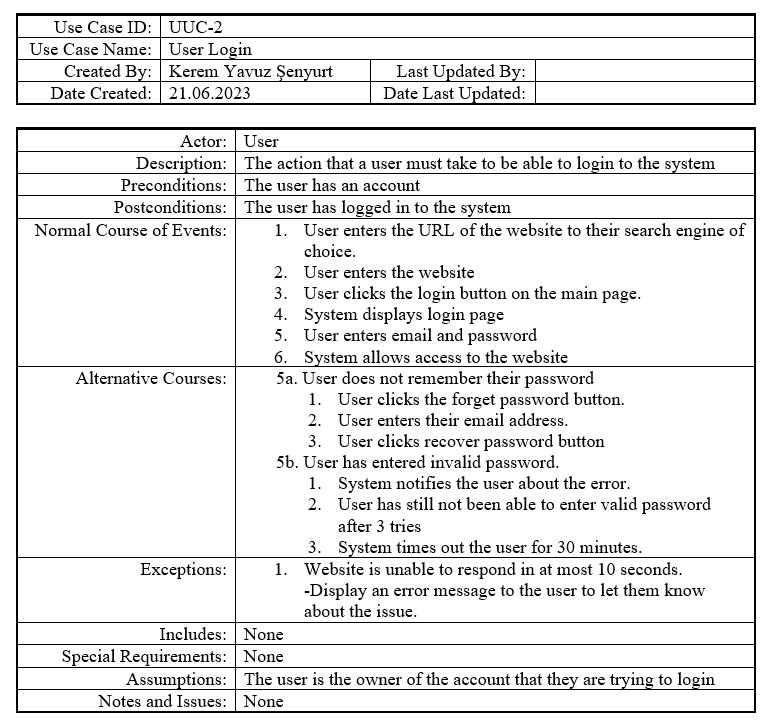 Use Case ID: UUC-2
Use Case Name: User Login
Created By: Kerem Yavuz Şenyurt Last Updated By:
Date Created: 21.06.2023 Date Last Updated:
Actor: User
Description: The action that a user must take to be able to login to the system
Preconditions: The user has an account
Postconditions: The user has logged in to the system
Normal Course of Events: 1. User enters the URL of the website to their search engine of
choice.
2. User enters the website
3. User clicks the login button on the main page.
4. System displays login page
5. User enters email and password
6. System allows access to the website
Alternative Courses: 5a. User does not remember their password
1. User clicks the forget password button.
2. User enters their email address.
3. User clicks recover password button
5b. User has entered invalid password.
1. System notifies the user about the error.
2. User has still not been able to enter valid password
after 3 tries
3. System times out the user for 30 minutes.
Exceptions: 1. Website is unable to respond in at most 10 seconds.
-Display an error message to the user to let them know
about the issue.
Includes: None
Special Requirements: None
Assumptions: The user is the owner of the account that they are trying to login
Notes and Issues: None